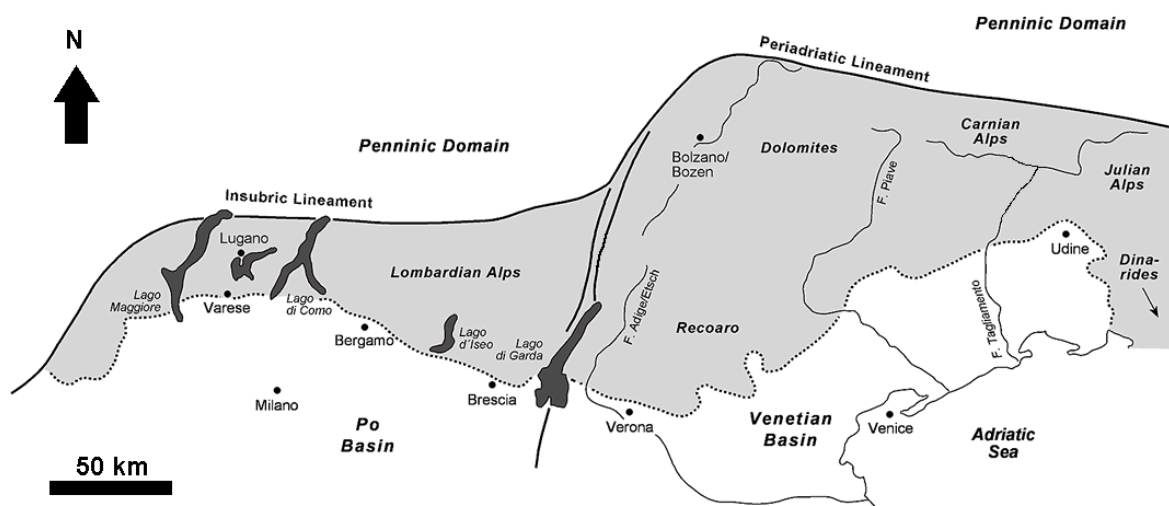 N
Penninic Domain
Periadriatic Lineament
Penninic Domain
Carnian
Alps
Bolzano/
Bozen
Dolomites
F. Piave
Julian
Alps
Insubric Lineament
Lugano
Lombardian Alps
Udine
Dina-
rides
Lago
Maggiore
Varese
Lago
di Como
Bergamo
Lago
d´Iseo
Lago
di Garda
F. Adige/Etsch
Recoaro
F. Tagliamento
Milano
Brescia
Verona
Po
Basin
Venetian
Basin
Venice
Adriatic
Sea
50 km